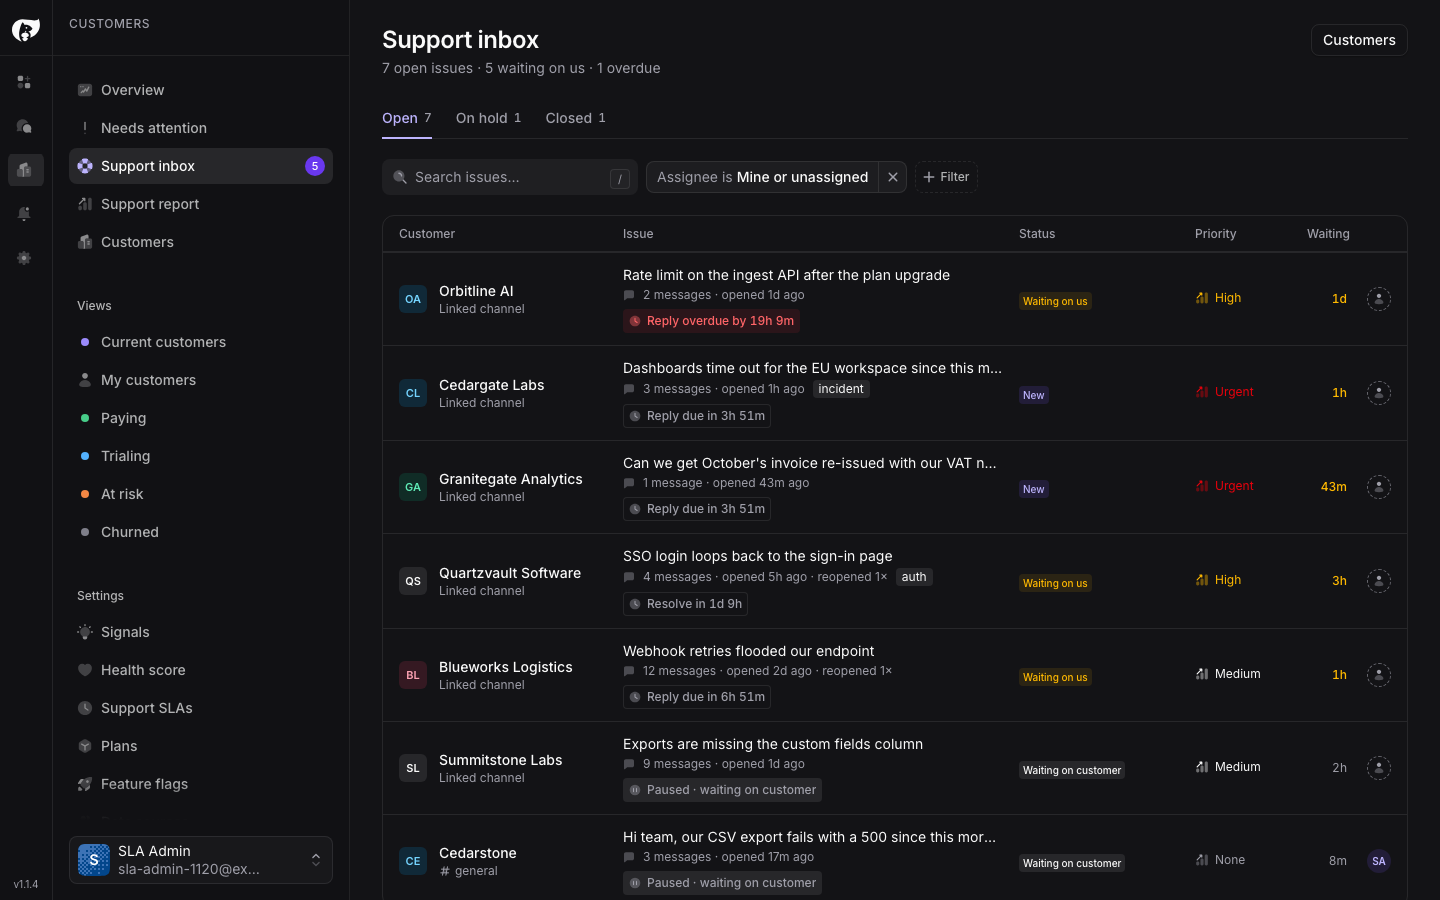 CUSTOMERS
Overview
Needs attention
Support inbox 5
Support report
Customers
Views
Current customers
My customers
Paying
Trialing
At risk
Churned
Settings
Signals
Health score
Support SLAs
Plans
Feature flags
S
SLA Admin
sla-admin-1120@ex...
v1.1.4
Support inbox
7 open issues · 5 waiting on us · 1 overdue
Customers
Open 7 On hold 1 Closed 1
Search issues... /
Assignee is Mine or unassigned
Filter
Customer Issue Status Priority Waiting
OA
Orbitline AI
Linked channel
Rate limit on the ingest API after the plan upgrade
2 messages · opened 1d ago
Reply overdue by 19h 9m
Waiting on us
High
1d
CL
Cedargate Labs
Linked channel
Dashboards time out for the EU workspace since this m...
3 messages · opened 1h ago incident
Reply due in 3h 51m
New
Urgent
1h
GA
Granitegate Analytics
Linked channel
Can we get October's invoice re-issued with our VAT n...
1 message · opened 43m ago
Reply due in 3h 51m
New
Urgent
43m
QS
Quartzvault Software
Linked channel
SSO login loops back to the sign-in page
4 messages · opened 5h ago · reopened 1× auth
Resolve in 1d 9h
Waiting on us
High
3h
BL
Blueworks Logistics
Linked channel
Webhook retries flooded our endpoint
12 messages · opened 2d ago · reopened 1×
Reply due in 6h 51m
Waiting on us
Medium
1h
SL
Summitstone Labs
Linked channel
Exports are missing the custom fields column
9 messages · opened 1d ago
Paused · waiting on customer
Waiting on customer
Medium
2h
CE
Cedarstone
# general
Hi team, our CSV export fails with a 500 since this mor...
3 messages · opened 17m ago
Paused · waiting on customer
Waiting on customer
None
8m
SA